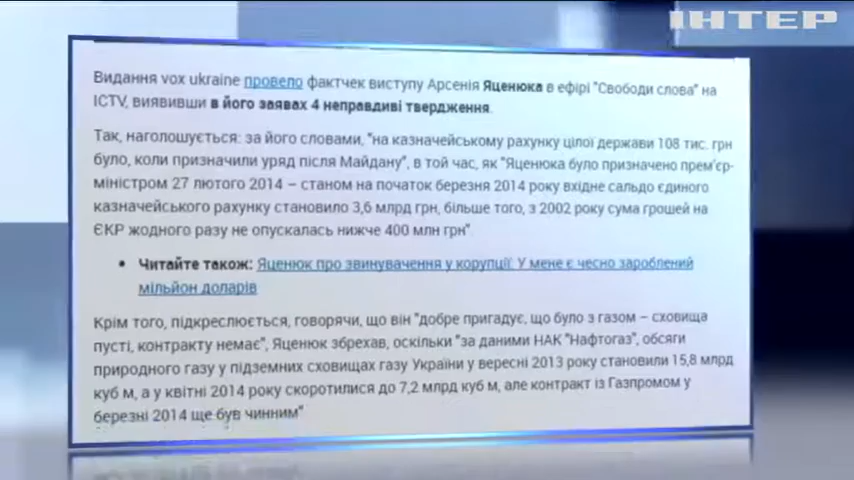 ІНТЕР
Видання vox ukraine провело фактчек виступу Арсенія Яценюка в ефірі "Свободи слова" на
ICTV, виявивши в його заявах 4 неправдиві твердження.
Так, наголошується: за його словами, "на казначейському рахунку цілої держави 108 тис. грн
було, коли призначили уряд після Майдану", в той час, як "Яценюка було призначено прем'єр-
міністром 27 лютого 2014 – станом на початок березня 2014 року вхідне сальдо єдиного
казначейського рахунку становило 3,6 млрд грн, більше того, з 2002 року сума грошей на
ЄКР жодного разу не опускалась нижче 400 млн грн".
• Читайте також: Яценюк про звинувачення у корупції: У мене є чесно зароблений
мільйон доларів
Крім того, підкреслюється, говорячи, що він "добре пригадує, що було з газом – сховища
пусті, контракту немає", Яценюк збрехав, оскільки "за даними НАК "Нафтогаз", обсяги
природного газу у підземних сховищах газу України у вересні 2013 року становили 15,8 млрд
куб м, а у квітні 2014 року скоротилися до 7,2 млрд куб м, але контракт із Газпромом у
березні 2014 ще був чинним"